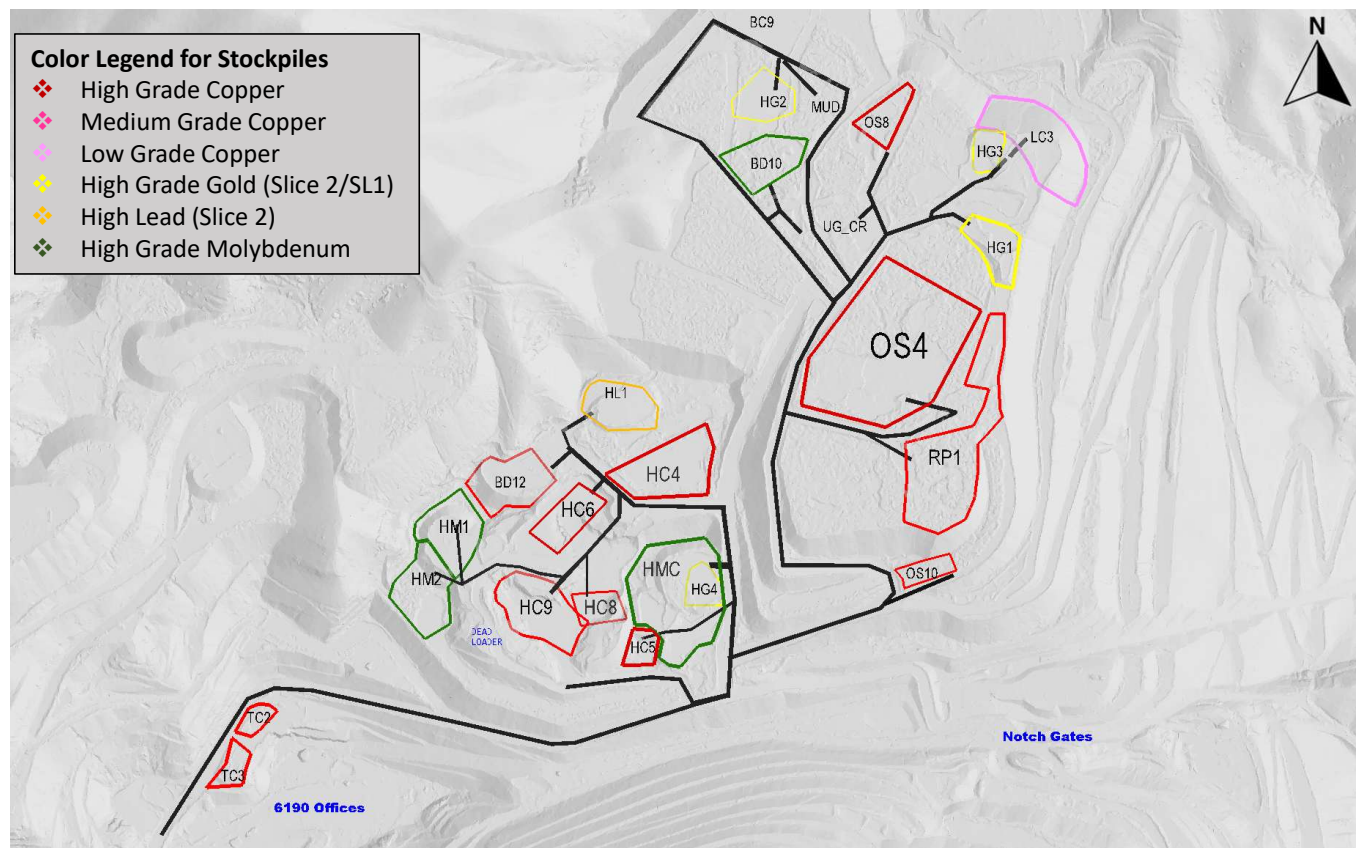 Color Legend for Stockpiles
High Grade Copper
Medium Grade Copper
Low Grade Copper
High Grade Gold (Slice 2/SL1)
High Lead (Slice 2)
High Grade Molybdenum
BC9
N
HG2
MUD
OS8
BD10
HG3
LC3
UG_CR
HG1
OS4
HL1
RP1
HC4
BD12
HC6
HM1
HM2
HMC
HG4
OS10
HC9
HC8
DEAD
LOADER
HC5
TC2
TC3
Notch Gates
6190 Offices